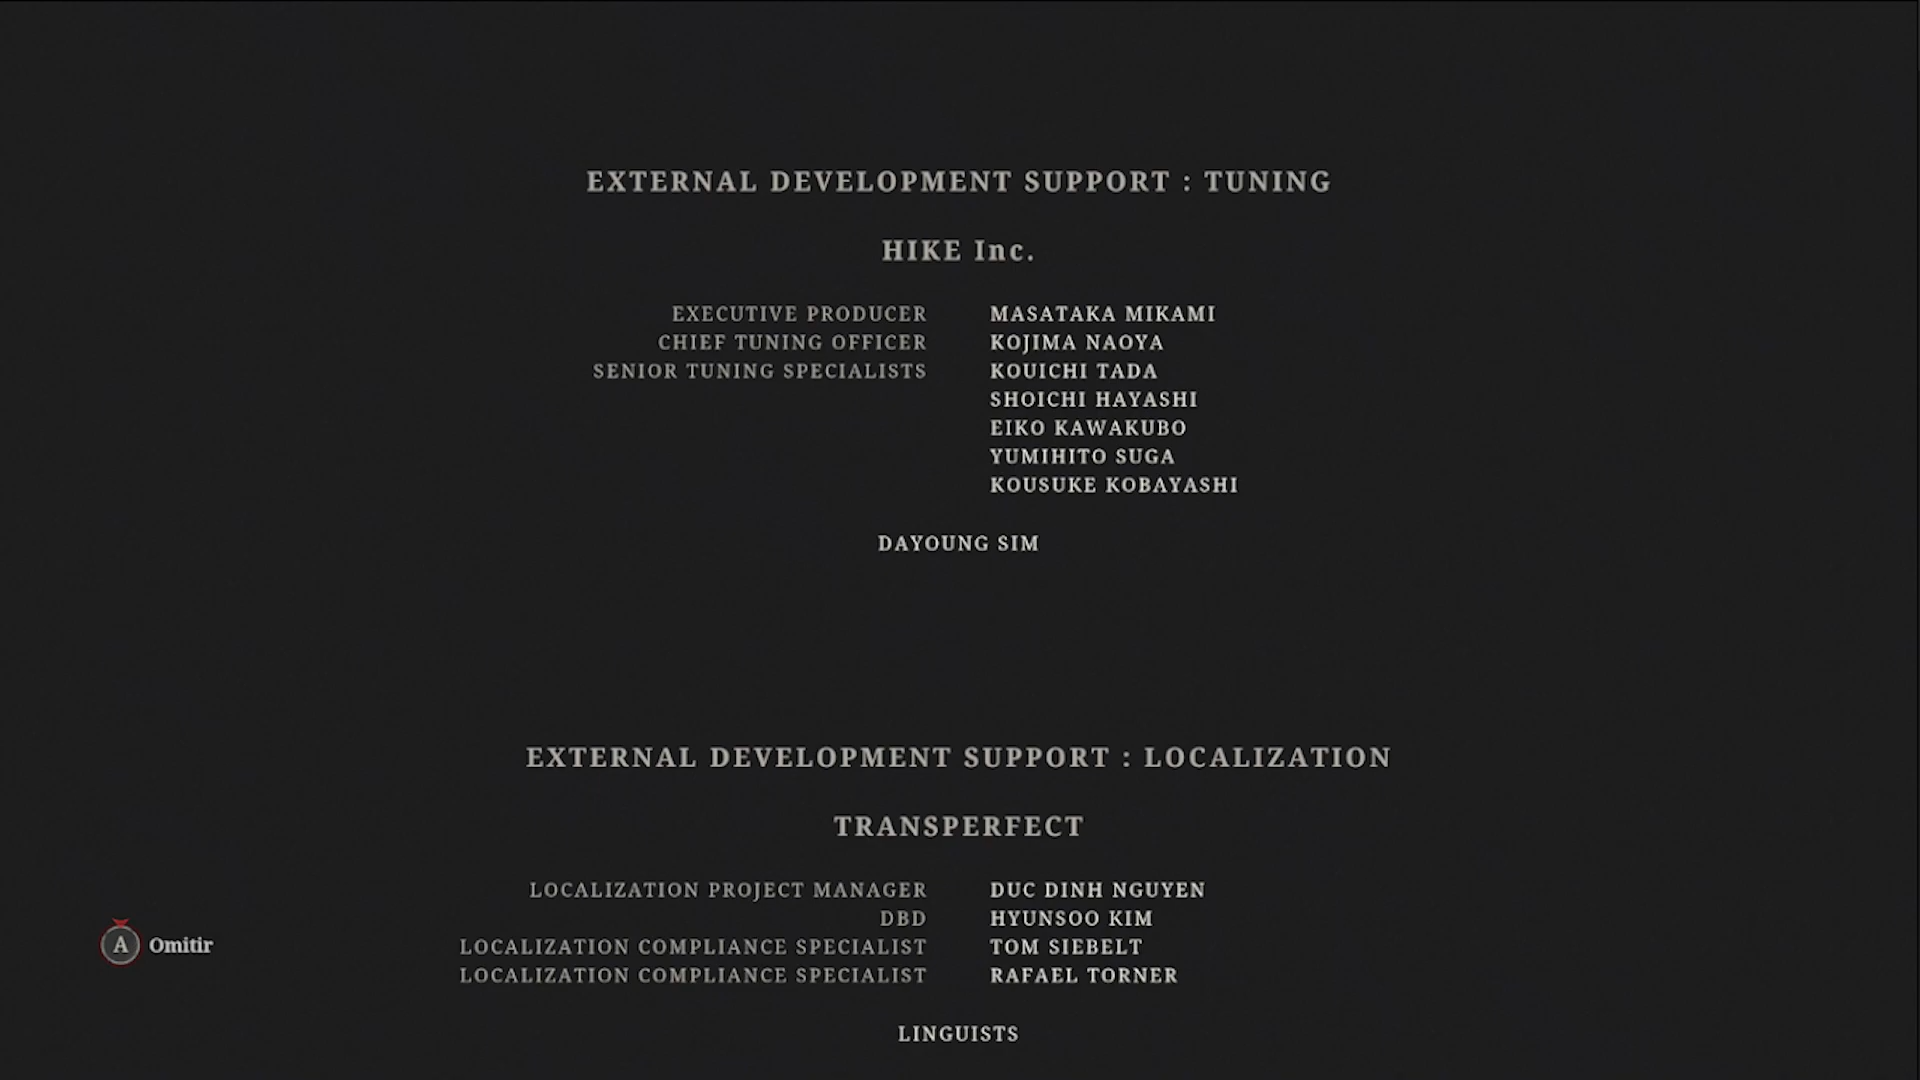 EXTERNAL DEVELOPMENT SUPPORT : TUNING
HIKE Inc.
EXECUTIVE PRODUCER MASATAKA MIKAMI
CHIEF TUNING OFFICER KOJIMA NAOYA
SENIOR TUNING SPECIALISTS KOUICHI TADA
SHOICHI HAYASHI
EIKO KAWAKUBO
YUMIHITO SUGA
KOUSUKE KOBAYASHI
DAYOUNG SIM
EXTERNAL DEVELOPMENT SUPPORT : LOCALIZATION
TRANSPERFECT
LOCALIZATION PROJECT MANAGER DUC DINH NGUYEN
DBD HYUNSOO KIM
LOCALIZATION COMPLIANCE SPECIALIST TOM SIEBELT
LOCALIZATION COMPLIANCE SPECIALIST RAFAEL TORNER
LINGUISTS
A Omitir